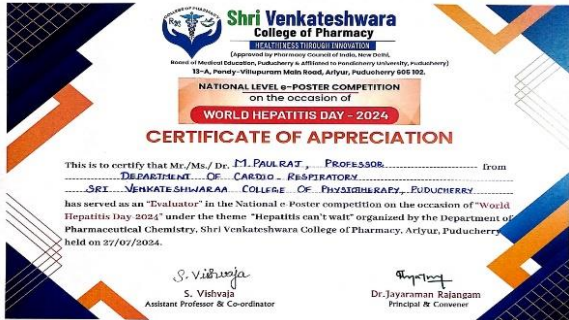 COLLEGE OF PHARMACY
Shri Venkateshwara
College of Pharmacy
HEALTHINESS THROUGH INNOVATION
(Approved by Pharmacy Council of India, New Delhi,
Board of Medical Education, Puducherry & Affiliated to Pondicherry University, Puducherry)
13-A, Pondy-Villupuram Main Road, Ariyur, Puducherry 605 102.
NATIONAL LEVEL e-POSTER COMPETITION
on the occasion of
WORLD HEPATITIS DAY - 2024
CERTIFICATE OF APPRECIATION
This is to certify that Mr./Ms./ Dr. M. PAULRAJ, PROFESSOR from
DEPARTMENT OF CARDIO - RESPIRATORY
SRI VENKATESHWARAA COLLEGE OF PHYSIOTHERAPY, PUDUCHERRY
has served as an "Evaluator" in the National e-Poster competition on the occasion of "World
Hepatitis Day-2024" under the theme "Hepatitis can't wait" organized by the Department of
Pharmaceutical Chemistry, Shri Venkateshwara College of Pharmacy, Ariyur, Puducherry
held on 27/07/2024.
S. Vishvaja
S. Vishvaja
Assistant Professor & Co-ordinator
Dr.Jayaraman Rajangam
Principal & Convener